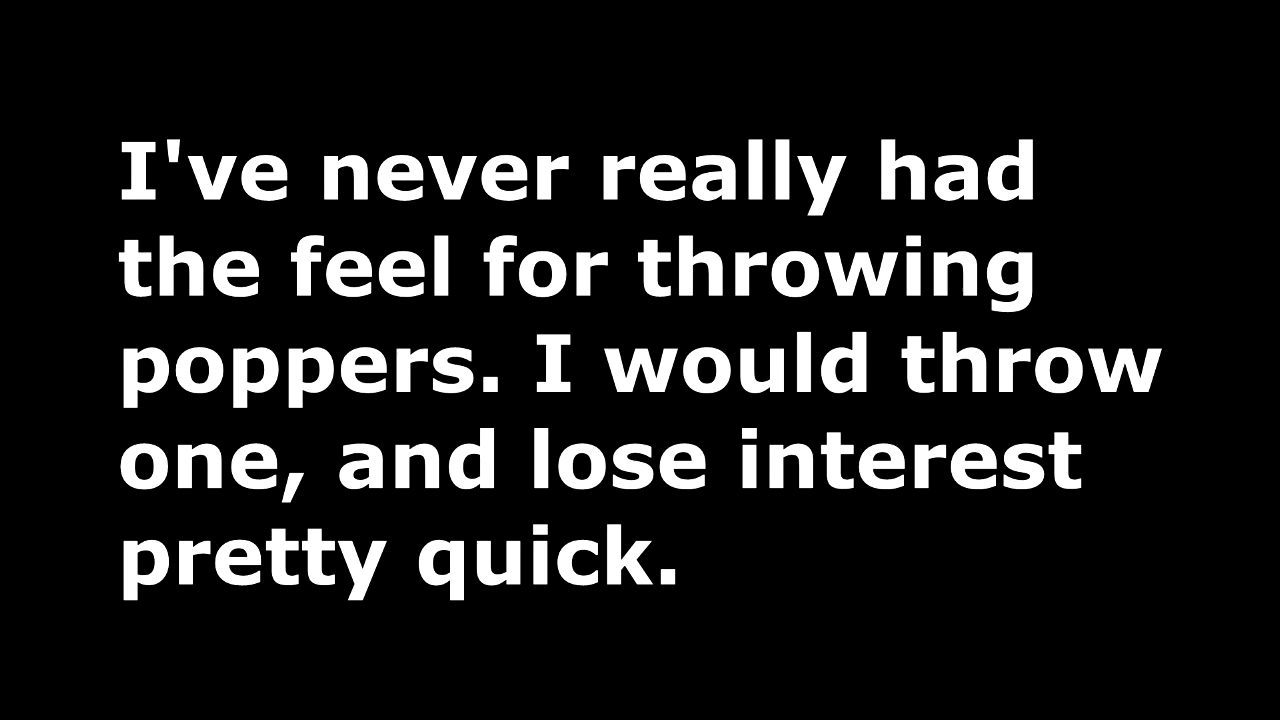 I've never really had
the feel for throwing
poppers. I would throw
one, and lose interest
pretty quick.